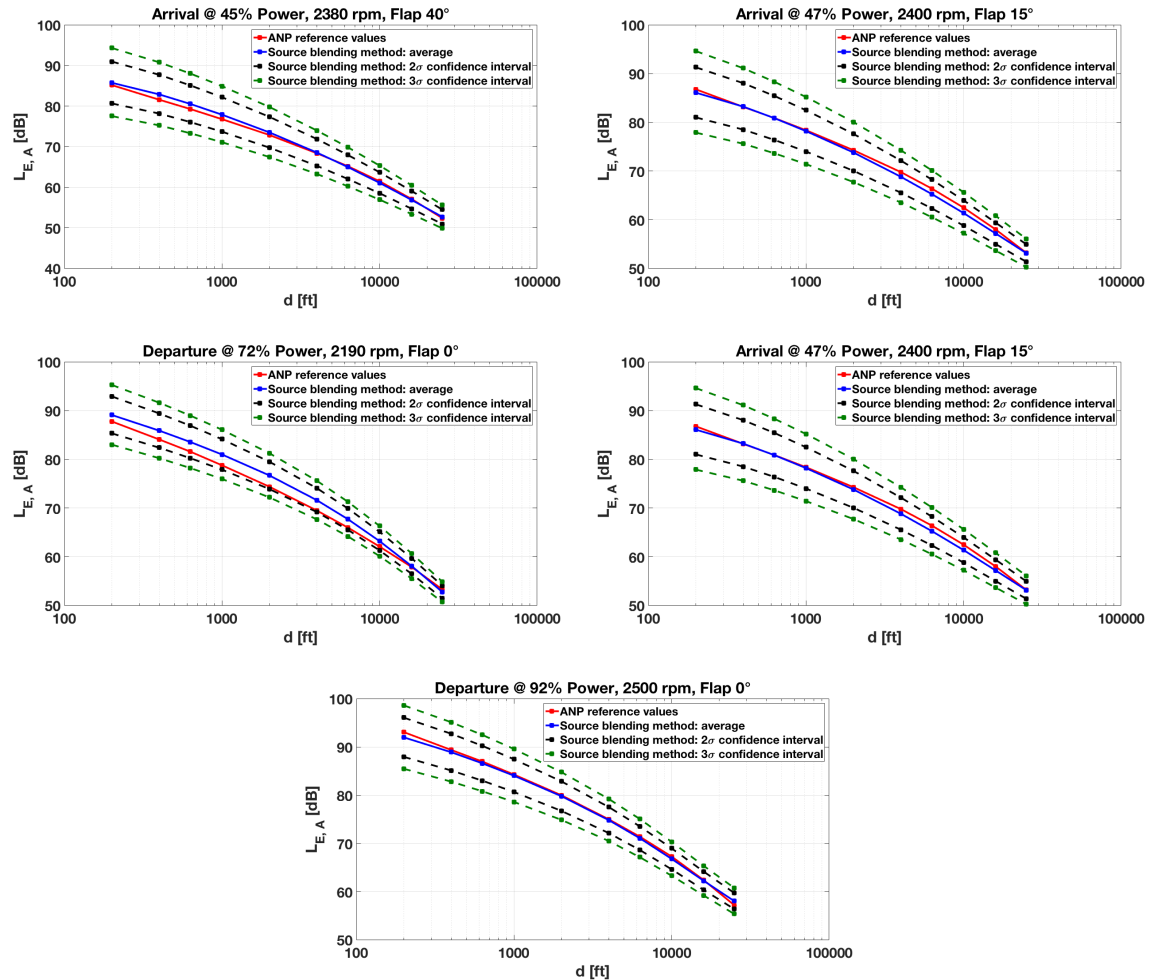 Arrival @ 45% Power, 2380 rpm, Flap 40°
100
90
80
70
60
50
40
L_E, A [dB]
ANP reference values
Source blending method: average
Source blending method: 2σ confidence interval
Source blending method: 3σ confidence interval
100 1000 10000 100000
d [ft]
Arrival @ 47% Power, 2400 rpm, Flap 15°
100
90
80
70
60
50
L_E, A [dB]
ANP reference values
Source blending method: average
Source blending method: 2σ confidence interval
Source blending method: 3σ confidence interval
100 1000 10000 100000
d [ft]
Departure @ 72% Power, 2190 rpm, Flap 0°
100
90
80
70
60
50
L_E, A [dB]
ANP reference values
Source blending method: average
Source blending method: 2σ confidence interval
Source blending method: 3σ confidence interval
100 1000 10000 100000
d [ft]
Arrival @ 47% Power, 2400 rpm, Flap 15°
100
90
80
70
60
50
L_E, A [dB]
ANP reference values
Source blending method: average
Source blending method: 2σ confidence interval
Source blending method: 3σ confidence interval
100 1000 10000 100000
d [ft]
Departure @ 92% Power, 2500 rpm, Flap 0°
100
90
80
70
60
50
L_E, A [dB]
ANP reference values
Source blending method: average
Source blending method: 2σ confidence interval
Source blending method: 3σ confidence interval
100 1000 10000 100000
d [ft]